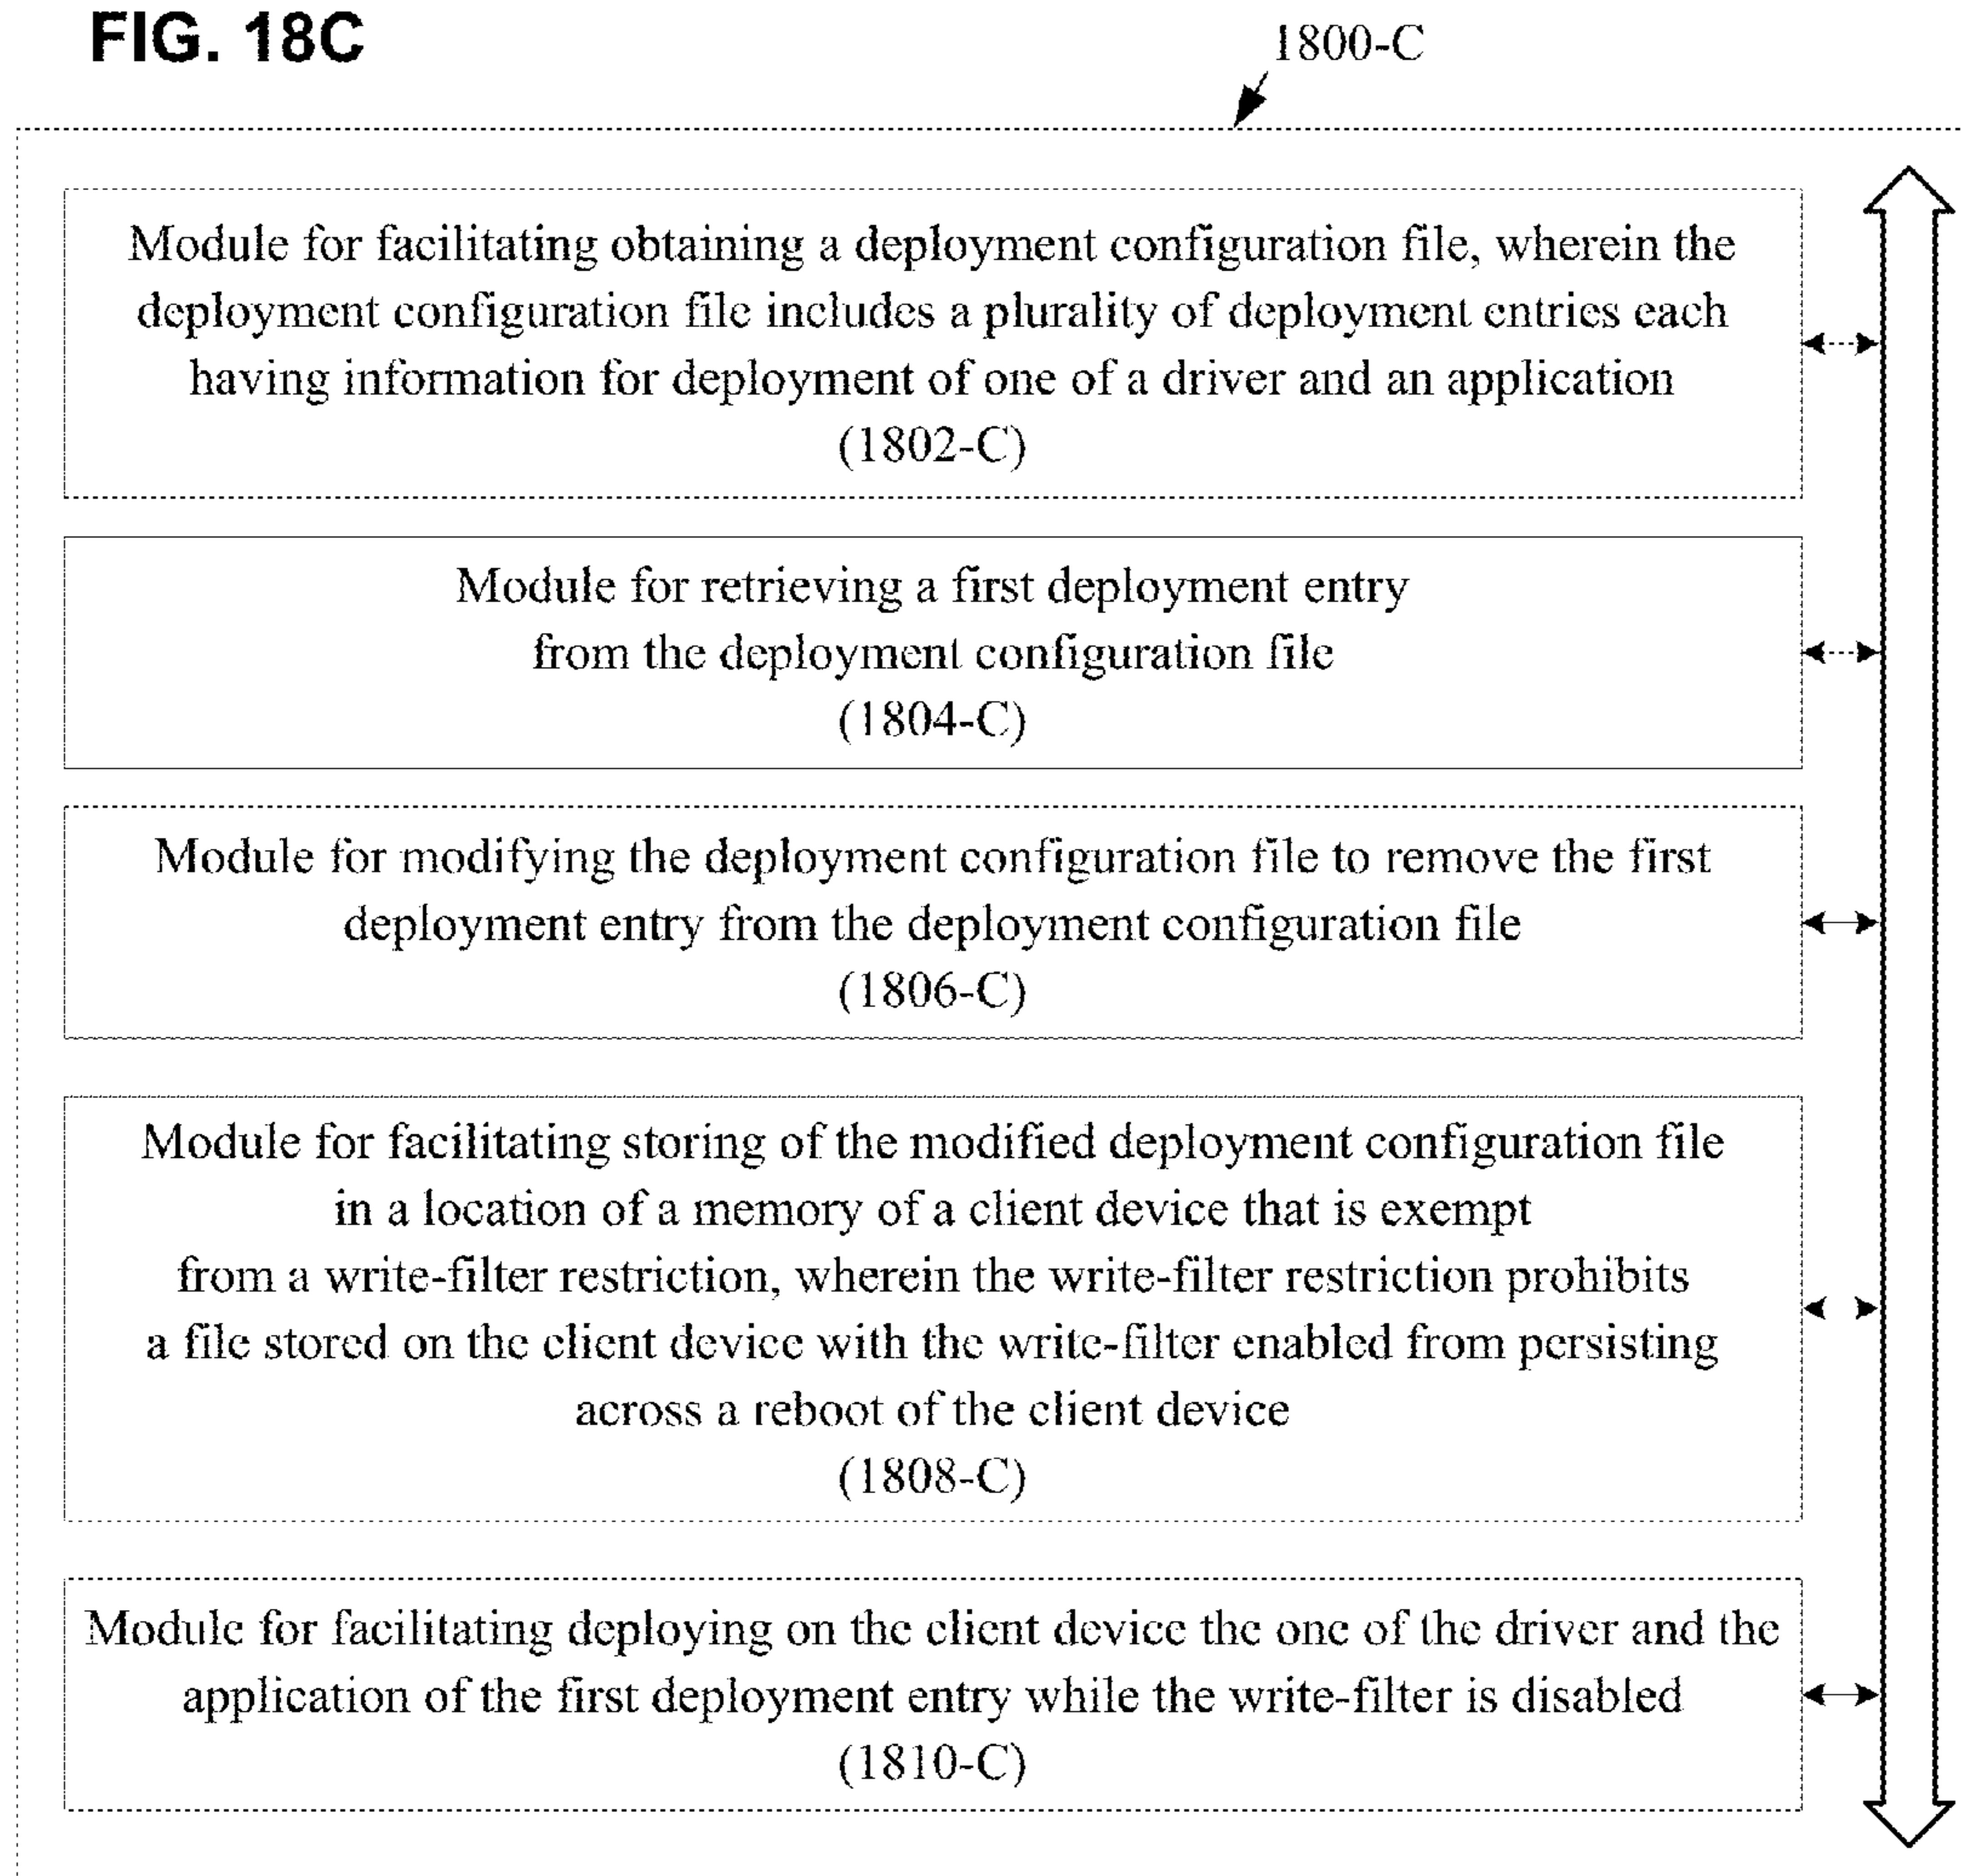 FIG. 18C
1800-C
Module for facilitating obtaining a deployment configuration file, wherein the
deployment configuration file includes a plurality of deployment entries each
having information for deployment of one of a driver and an application
(1802-C)
Module for retrieving a first deployment entry
from the deployment configuration file
(1804-C)
Module for modifying the deployment configuration file to remove the first
deployment entry from the deployment configuration file
(1806-C)
Module for facilitating storing of the modified deployment configuration file
in a location of a memory of a client device that is exempt
from a write-filter restriction, wherein the write-filter restriction prohibits
a file stored on the client device with the write-filter enabled from persisting
across a reboot of the client device
(1808-C)
Module for facilitating deploying on the client device the one of the driver and the
application of the first deployment entry while the write-filter is disabled
(1810-C)